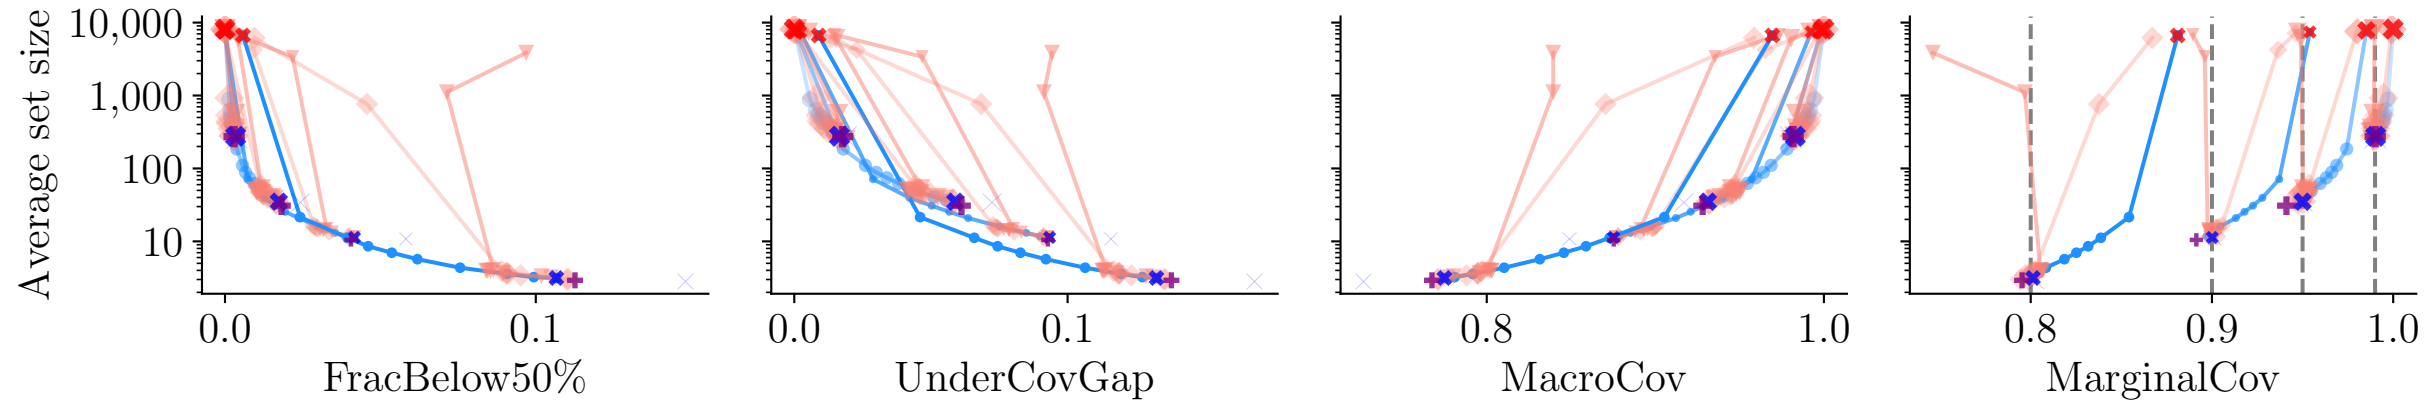 Average set size
10,000
1,000
100
10
0.0 0.1
FracBelow50%
0.0 0.1
UnderCovGap
0.8 1.0
MacroCov
0.8 0.9 1.0
MarginalCov